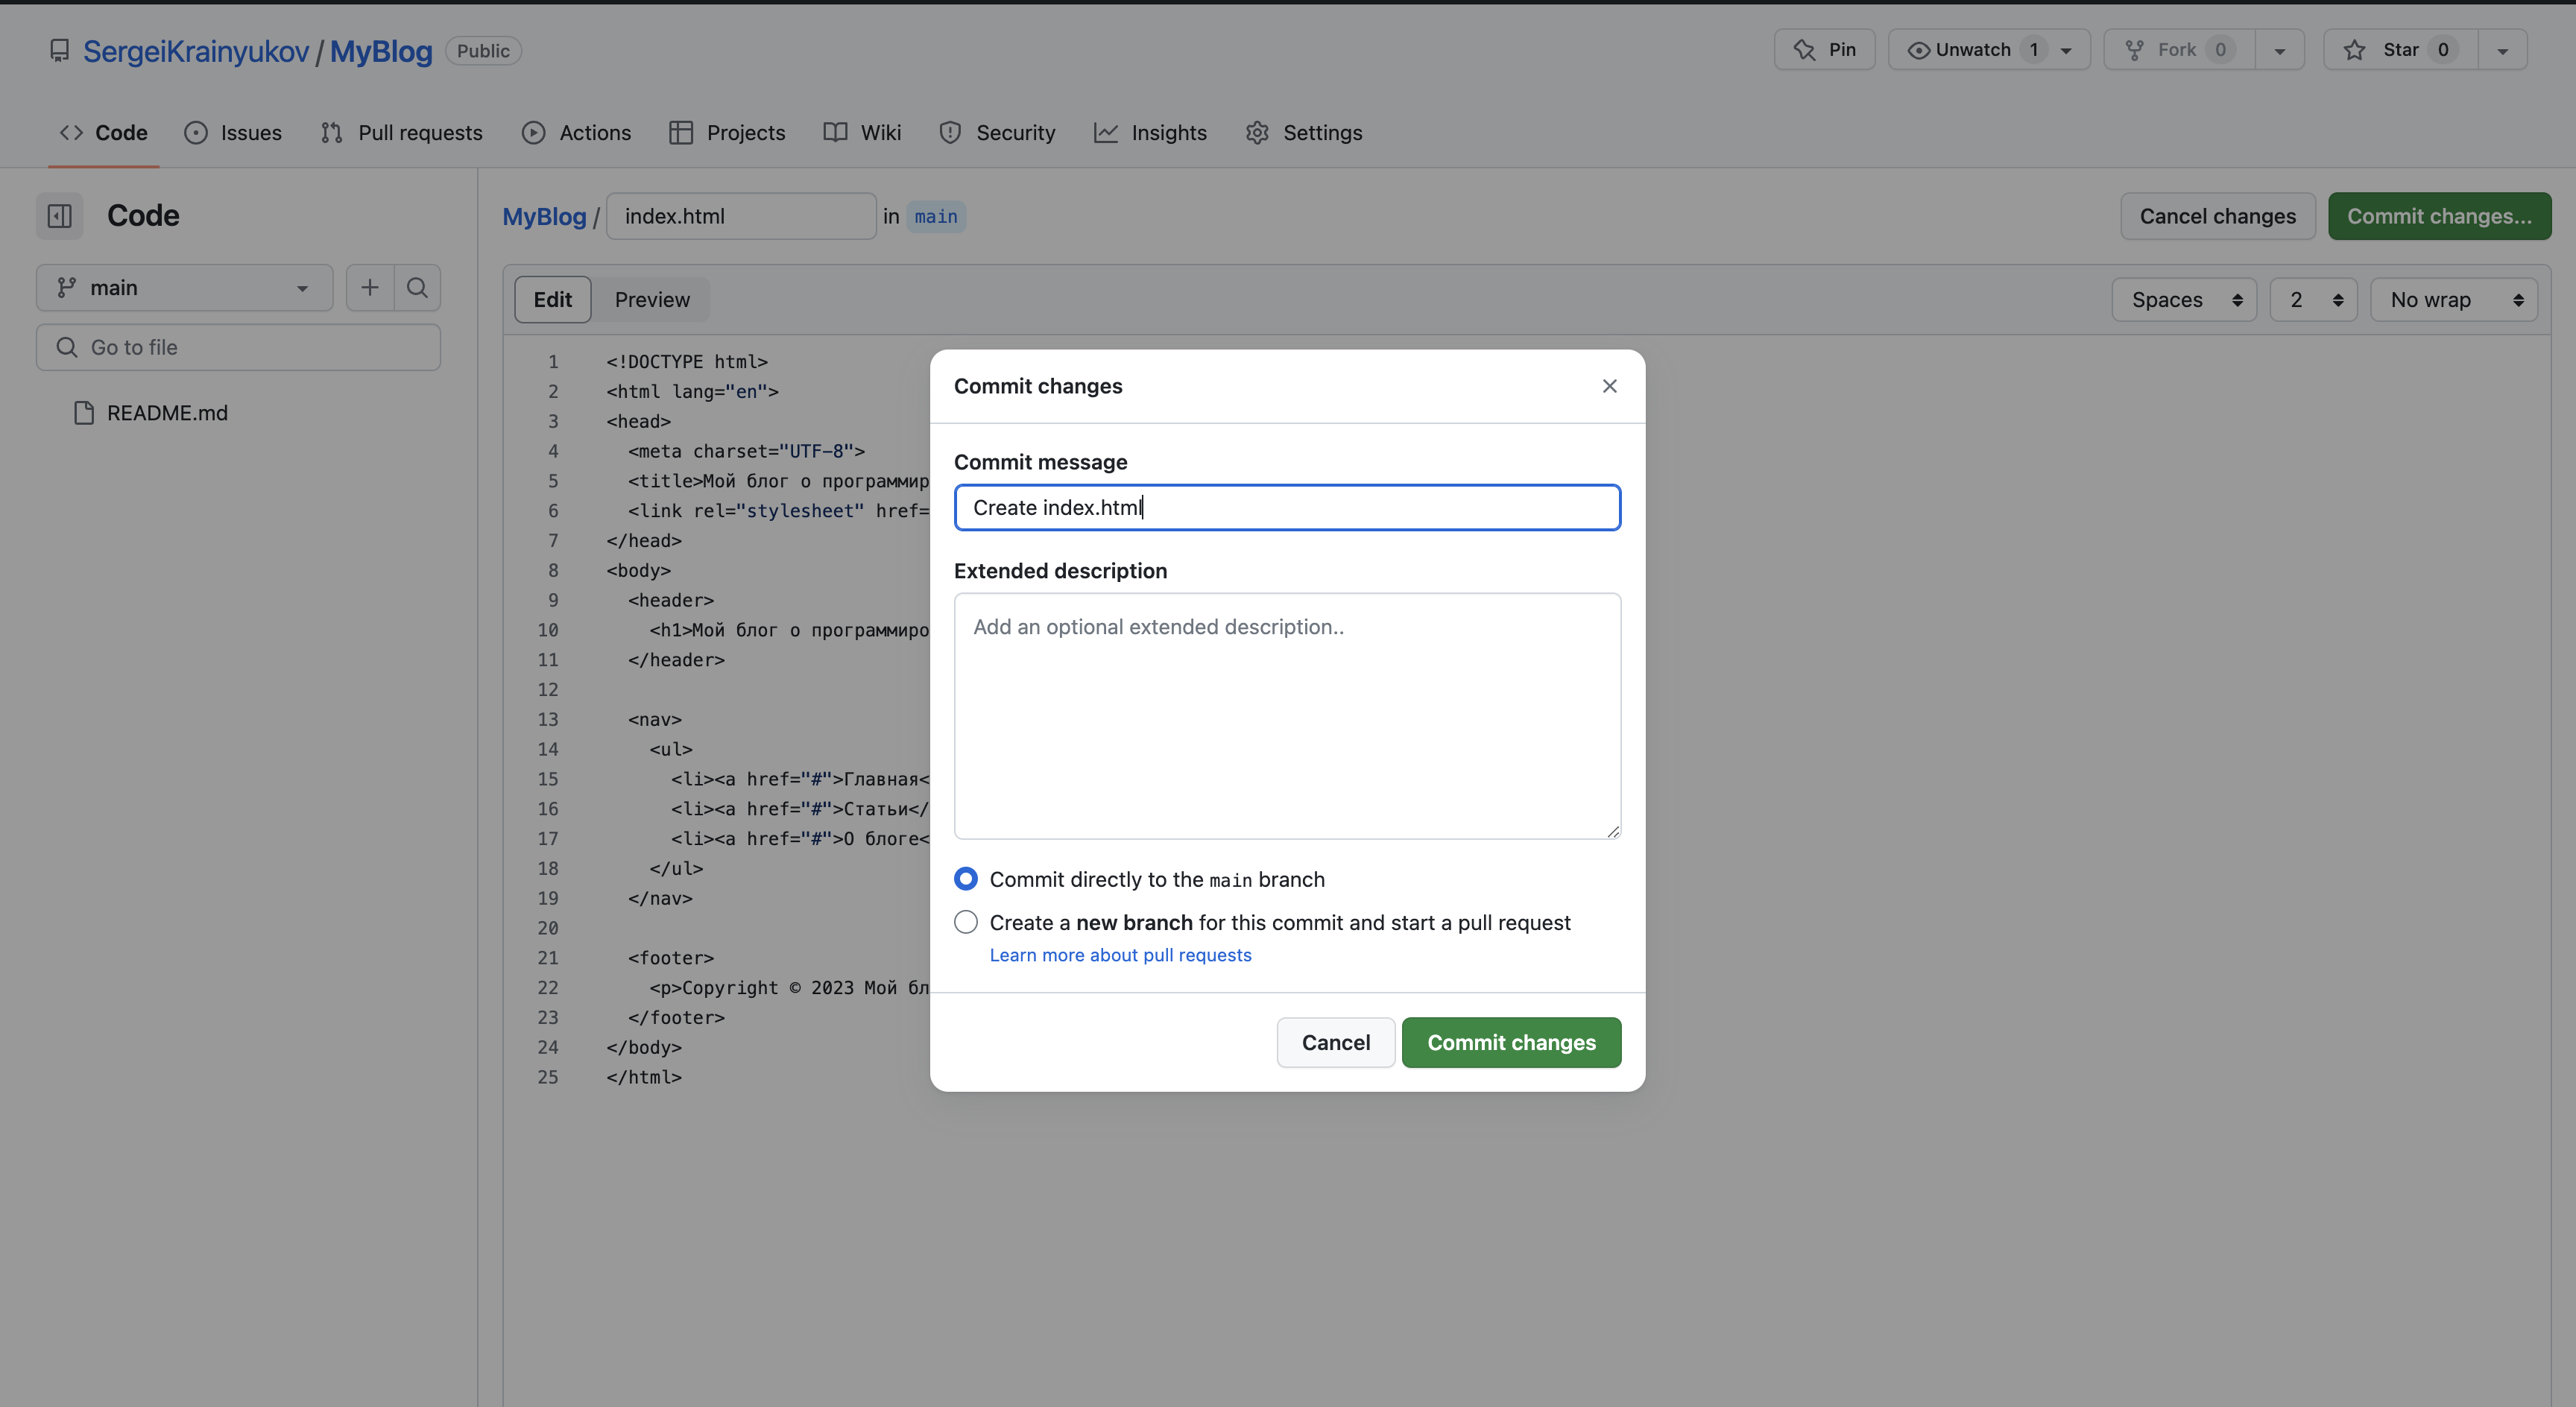 SergeiKrainyukov / MyBlog Public
Pin
Unwatch 1
Fork 0
Star 0
Code
Issues
Pull requests
Actions
Projects
Wiki
Security
Insights
Settings
Code
main
Go to file
README.md
MyBlog / index.html in main
Cancel changes
Commit changes...
Edit
Preview
Spaces
2
No wrap
1 <!DOCTYPE html>
2 <html lang="en">
3 <head>
4 <meta charset="UTF-8">
5 <title>Мой блог о программир
6 <link rel="stylesheet" href=
7 </head>
8 <body>
9 <header>
10 <h1>Мой блог о программиро
11 </header>
12
13 <nav>
14 <ul>
15 <li><a href="#">Главная<
16 <li><a href="#">Статьи</
17 <li><a href="#">О блоге<
18 </ul>
19 </nav>
20
21 <footer>
22 <p>Copyright © 2023 Мой бл
23 </footer>
24 </body>
25 </html>
Commit changes
Commit message
Create index.html
Extended description
Add an optional extended description..
Commit directly to the main branch
Create a new branch for this commit and start a pull request
Learn more about pull requests
Cancel
Commit changes